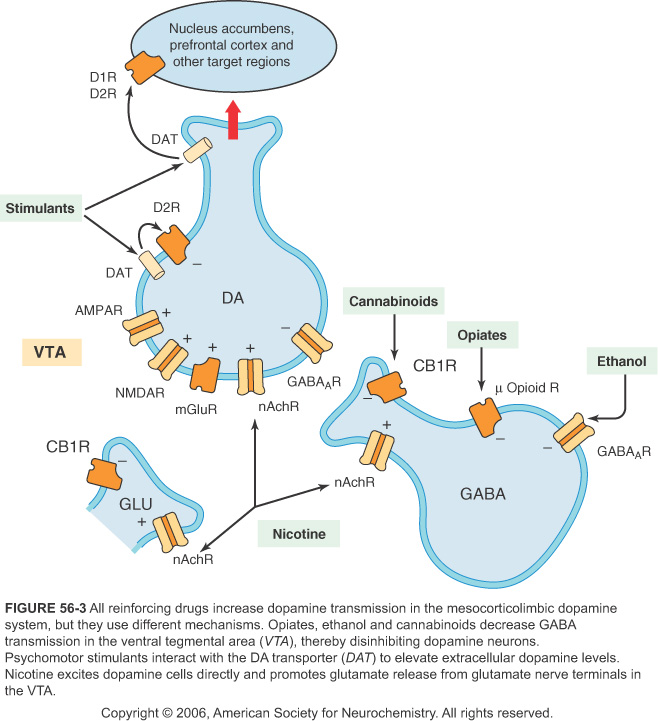 Nucleus accumbens,
prefrontal cortex and
other target regions
D1R
D2R
DAT
Stimulants
D2R
DAT
−
DA
AMPAR
+
+
+
+
−
VTA
NMDAR
mGluR
nAchR
GABAAR
Cannabinoids
Opiates
Ethanol
CB1R
μ Opioid R
−
+
−
−
GABAAR
nAchR
GABA
CB1R
−
GLU
+
nAchR
Nicotine
FIGURE 56-3 All reinforcing drugs increase dopamine transmission in the mesocorticolimbic dopamine
system, but they use different mechanisms. Opiates, ethanol and cannabinoids decrease GABA
transmission in the ventral tegmental area (VTA), thereby disinhibiting dopamine neurons.
Psychomotor stimulants interact with the DA transporter (DAT) to elevate extracellular dopamine levels.
Nicotine excites dopamine cells directly and promotes glutamate release from glutamate nerve terminals in
the VTA.
Copyright © 2006, American Society for Neurochemistry. All rights reserved.